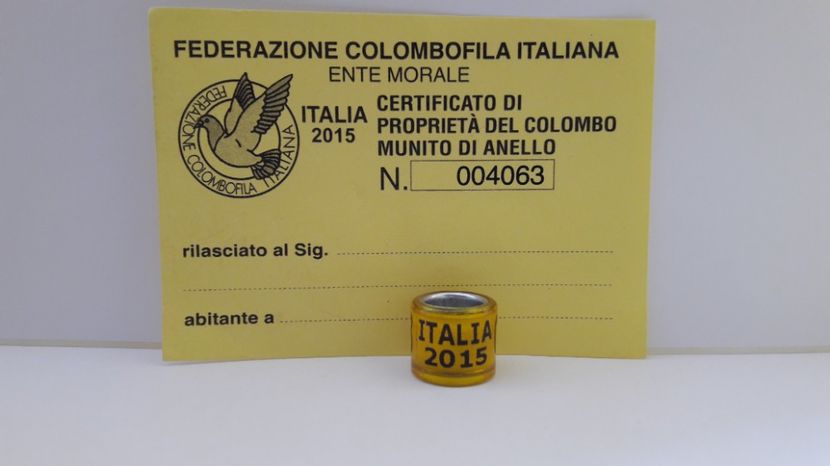 FEDERAZIONE COLOMBOFILA ITALIANA
ENTE MORALE
FEDERAZIONE COLOMBOFILA ITALIANA
ITALIA
2015
CERTIFICATO DI
PROPRIETÀ DEL COLOMBO
MUNITO DI ANELLO
N. 004063
rilasciato al Sig.
abitante a
ITALIA
2015